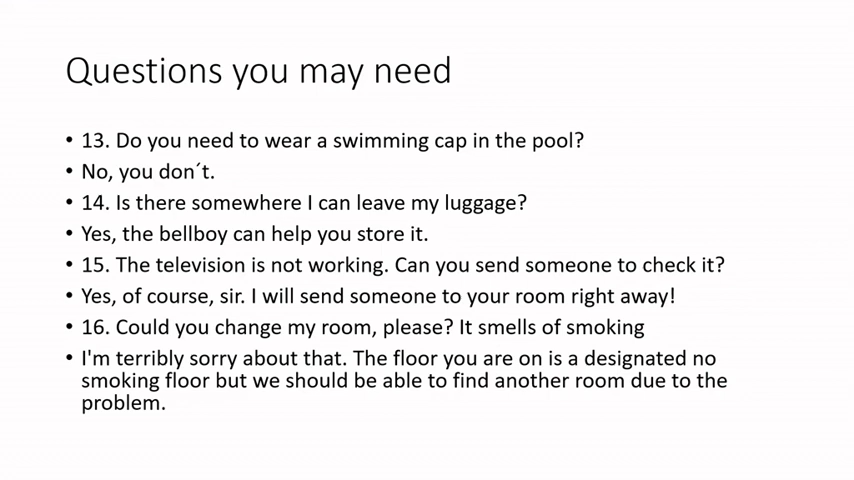 Questions you may need
• 13. Do you need to wear a swimming cap in the pool?
• No, you don´t.
• 14. Is there somewhere I can leave my luggage?
• Yes, the bellboy can help you store it.
• 15. The television is not working. Can you send someone to check it?
• Yes, of course, sir. I will send someone to your room right away!
• 16. Could you change my room, please? It smells of smoking
• I'm terribly sorry about that. The floor you are on is a designated no
smoking floor but we should be able to find another room due to the
problem.